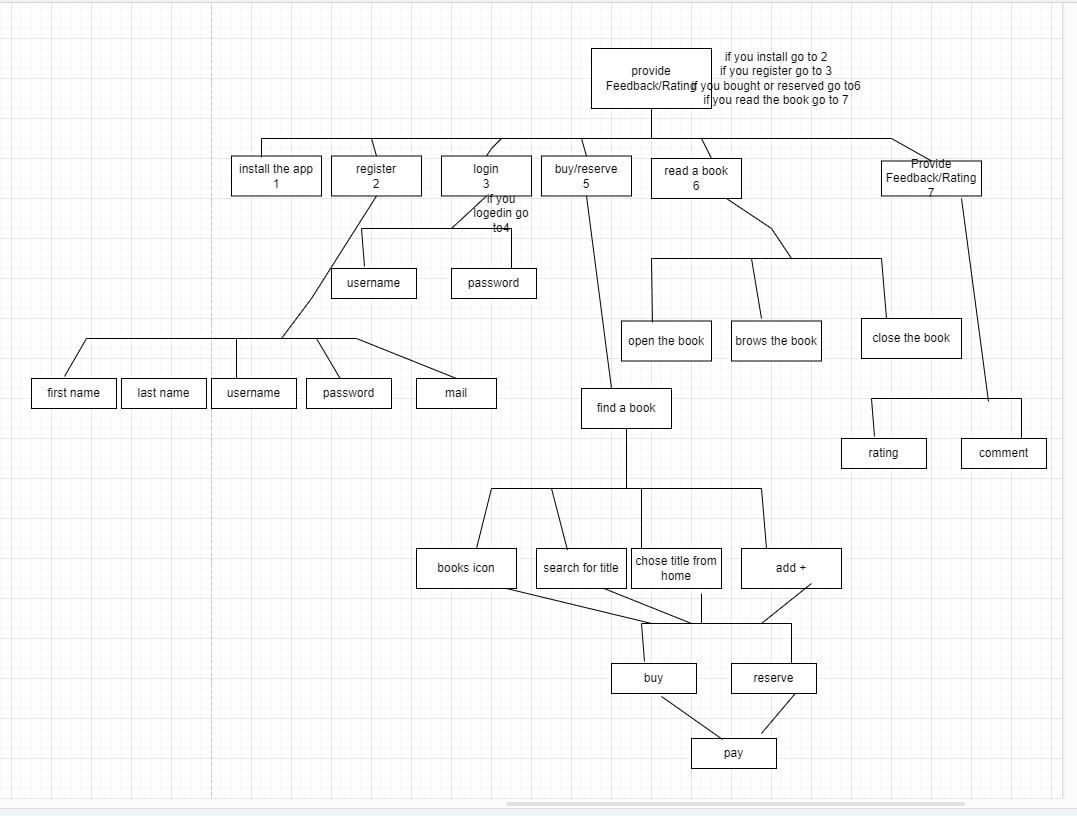 provide
Feedback/Rating
if you install go to 2
if you register go to 3
if you bought or reserved go to6
if you read the book go to 7
install the app
1
register
2
login
3
buy/reserve
5
read a book
6
Provide
Feedback/Rating
7
if you
logedin go
to4
username
password
open the book
brows the book
close the book
first name
last name
username
password
mail
find a book
rating
comment
books icon
search for title
chose title from
home
add +
buy
reserve
pay